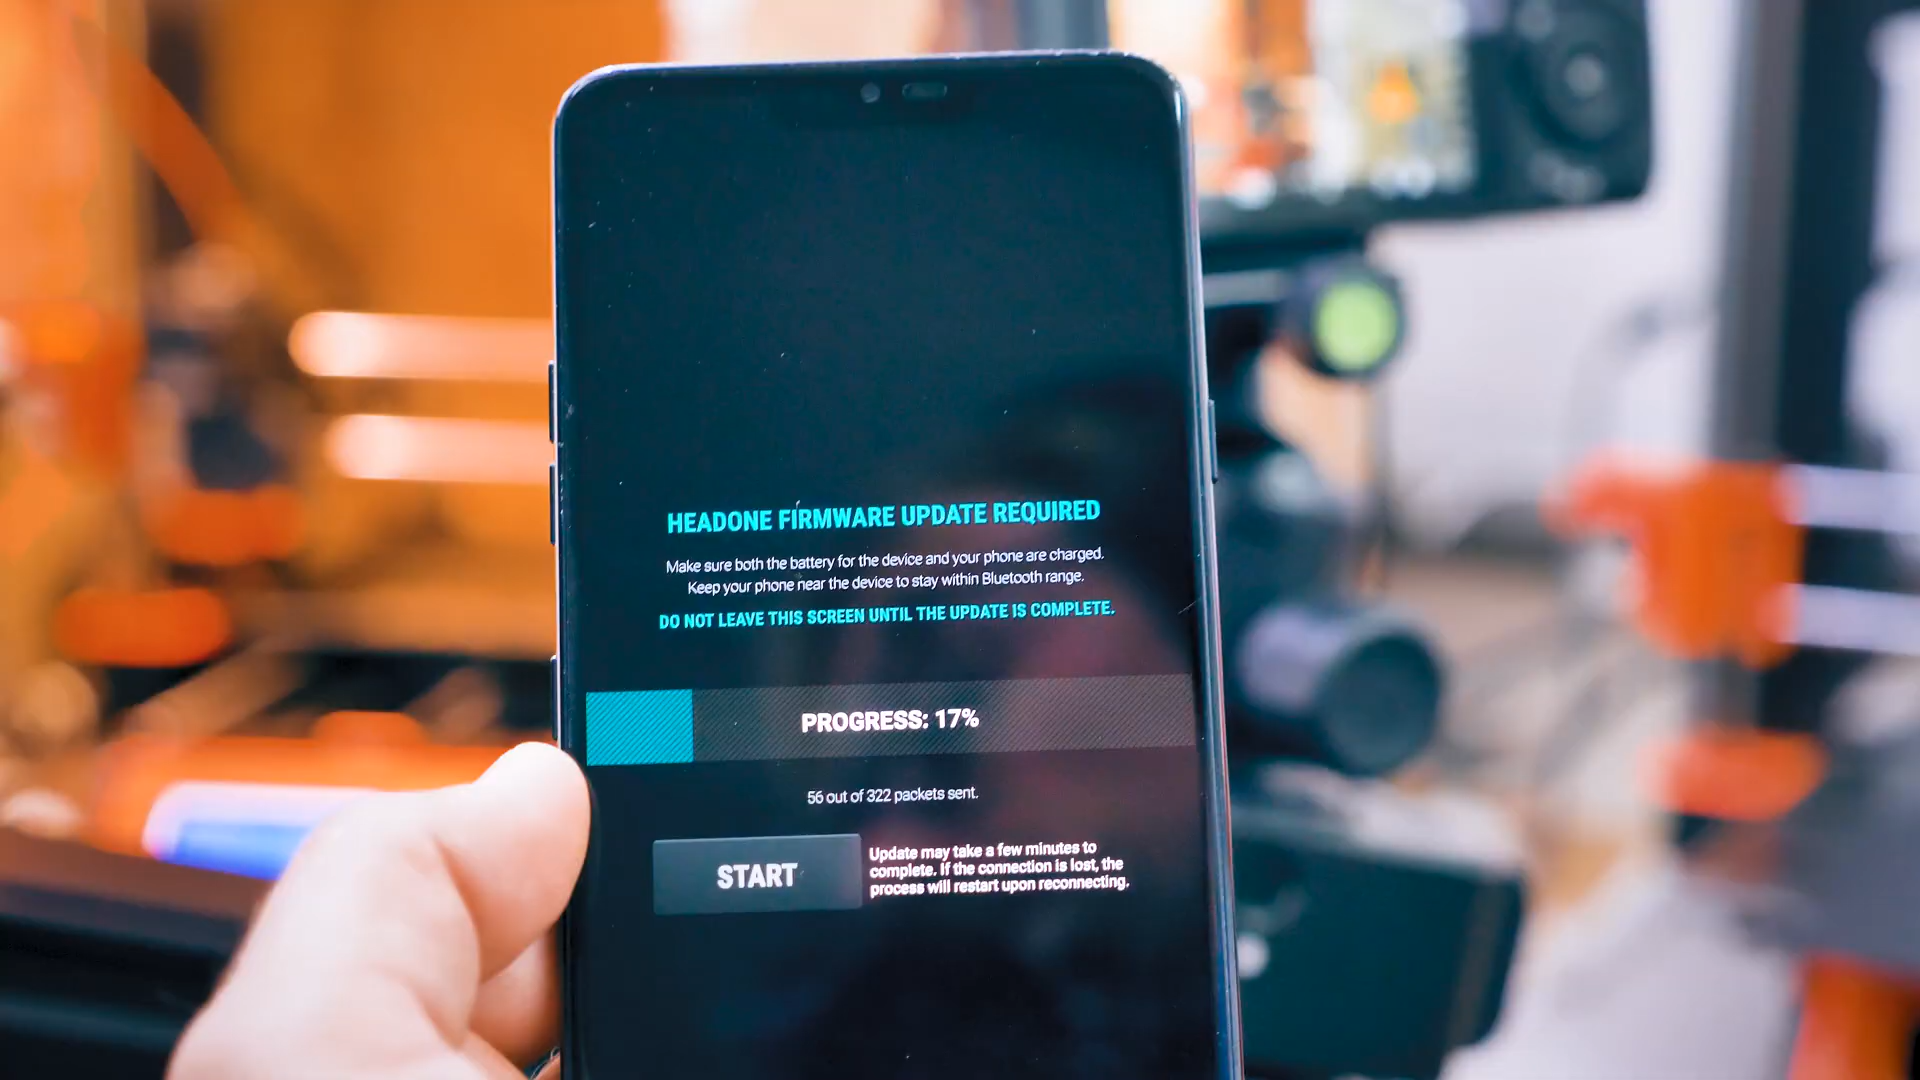 HEADONE FIRMWARE UPDATE REQUIRED
Make sure both the battery for the device and your phone are charged.
Keep your phone near the device to stay within Bluetooth range.
DO NOT LEAVE THIS SCREEN UNTIL THE UPDATE IS COMPLETE.
PROGRESS: 17%
56 out of 322 packets sent.
START
Update may take a few minutes to
complete. If the connection is lost, the
process will restart upon reconnecting.